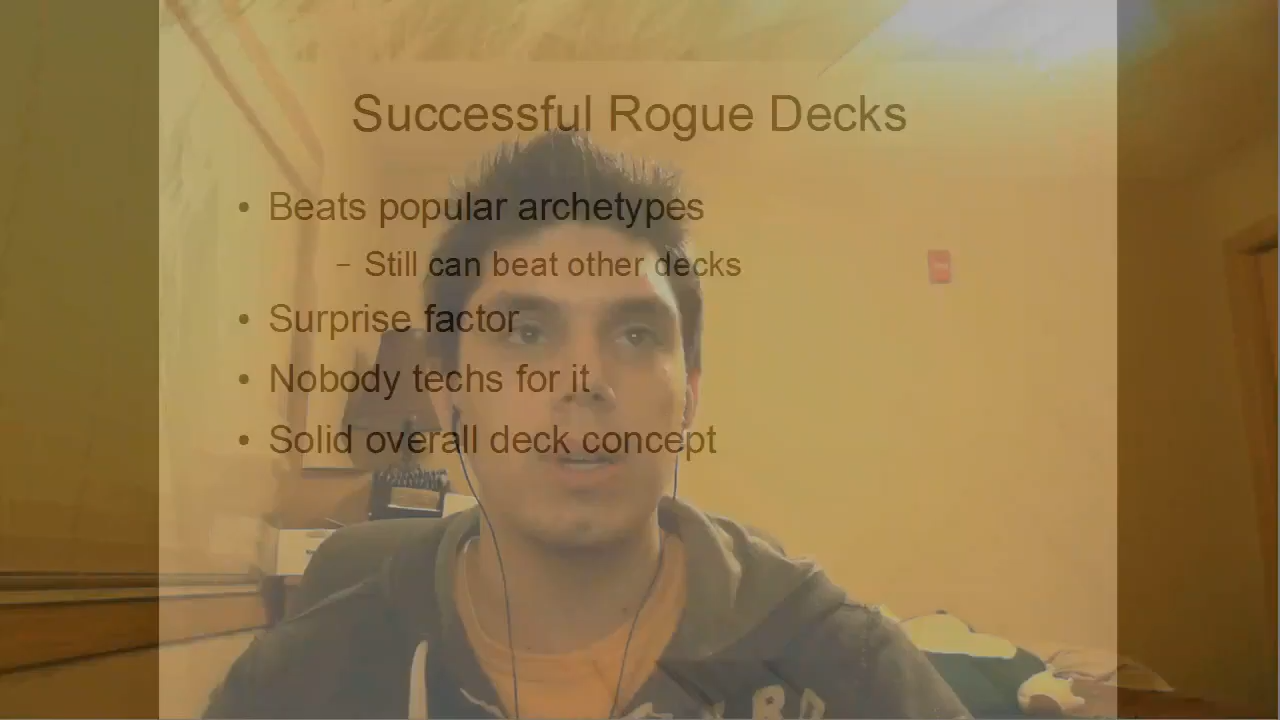 Successful Rogue Decks
• Beats popular archetypes
– Still can beat other decks
• Surprise factor
• Nobody techs for it
• Solid overall deck concept